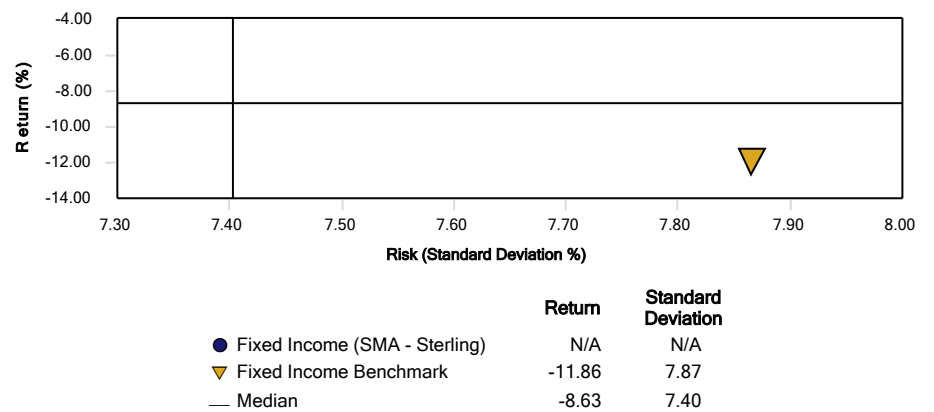 -4.00
-6.00
-8.00
-10.00
-12.00
-14.00
Return (%)
7.30 7.40 7.50 7.60 7.70 7.80 7.90 8.00
Risk (Standard Deviation %)
Return Standard Deviation
Fixed Income (SMA - Sterling) N/A N/A
Fixed Income Benchmark -11.86 7.87
Median -8.63 7.40